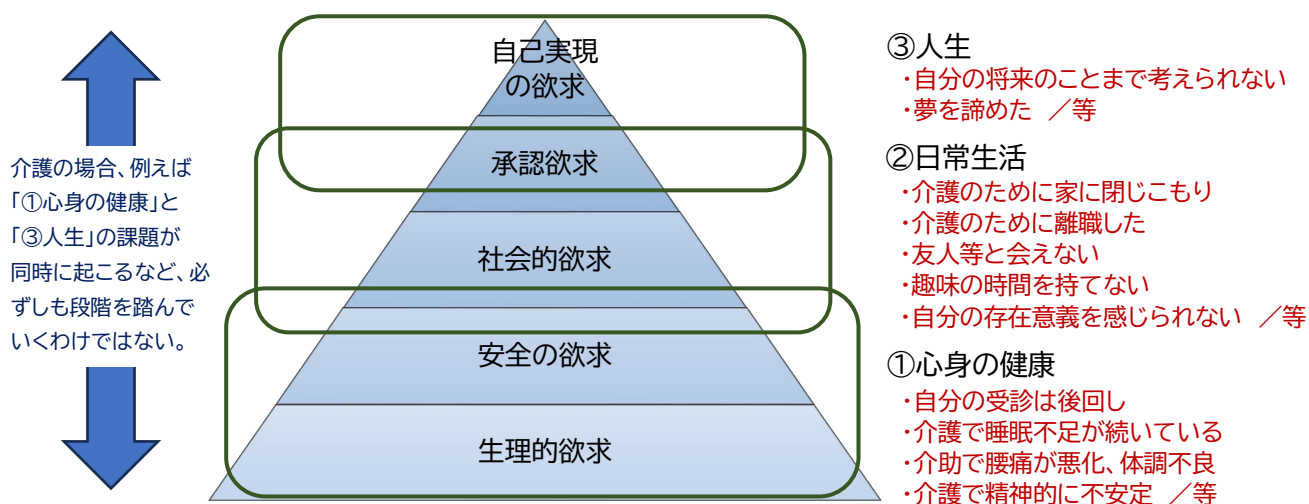 介護の場合、例えば
「①心身の健康」と
「③人生」の課題が
同時に起こるなど、必
ずしも段階を踏んで
いくわけではない。
自己実現
の欲求
承認欲求
社会的欲求
安全の欲求
生理的欲求
③人生
・自分の将来のことまで考えられない
・夢を諦めた ／等
②日常生活
・介護のために家に閉じこもり
・介護のために離職した
・友人等と会えない
・趣味の時間を持てない
・自分の存在意義を感じられない ／等
①心身の健康
・自分の受診は後回し
・介護で睡眠不足が続いている
・介助で腰痛が悪化、体調不良
・介護で精神的に不安定 ／等